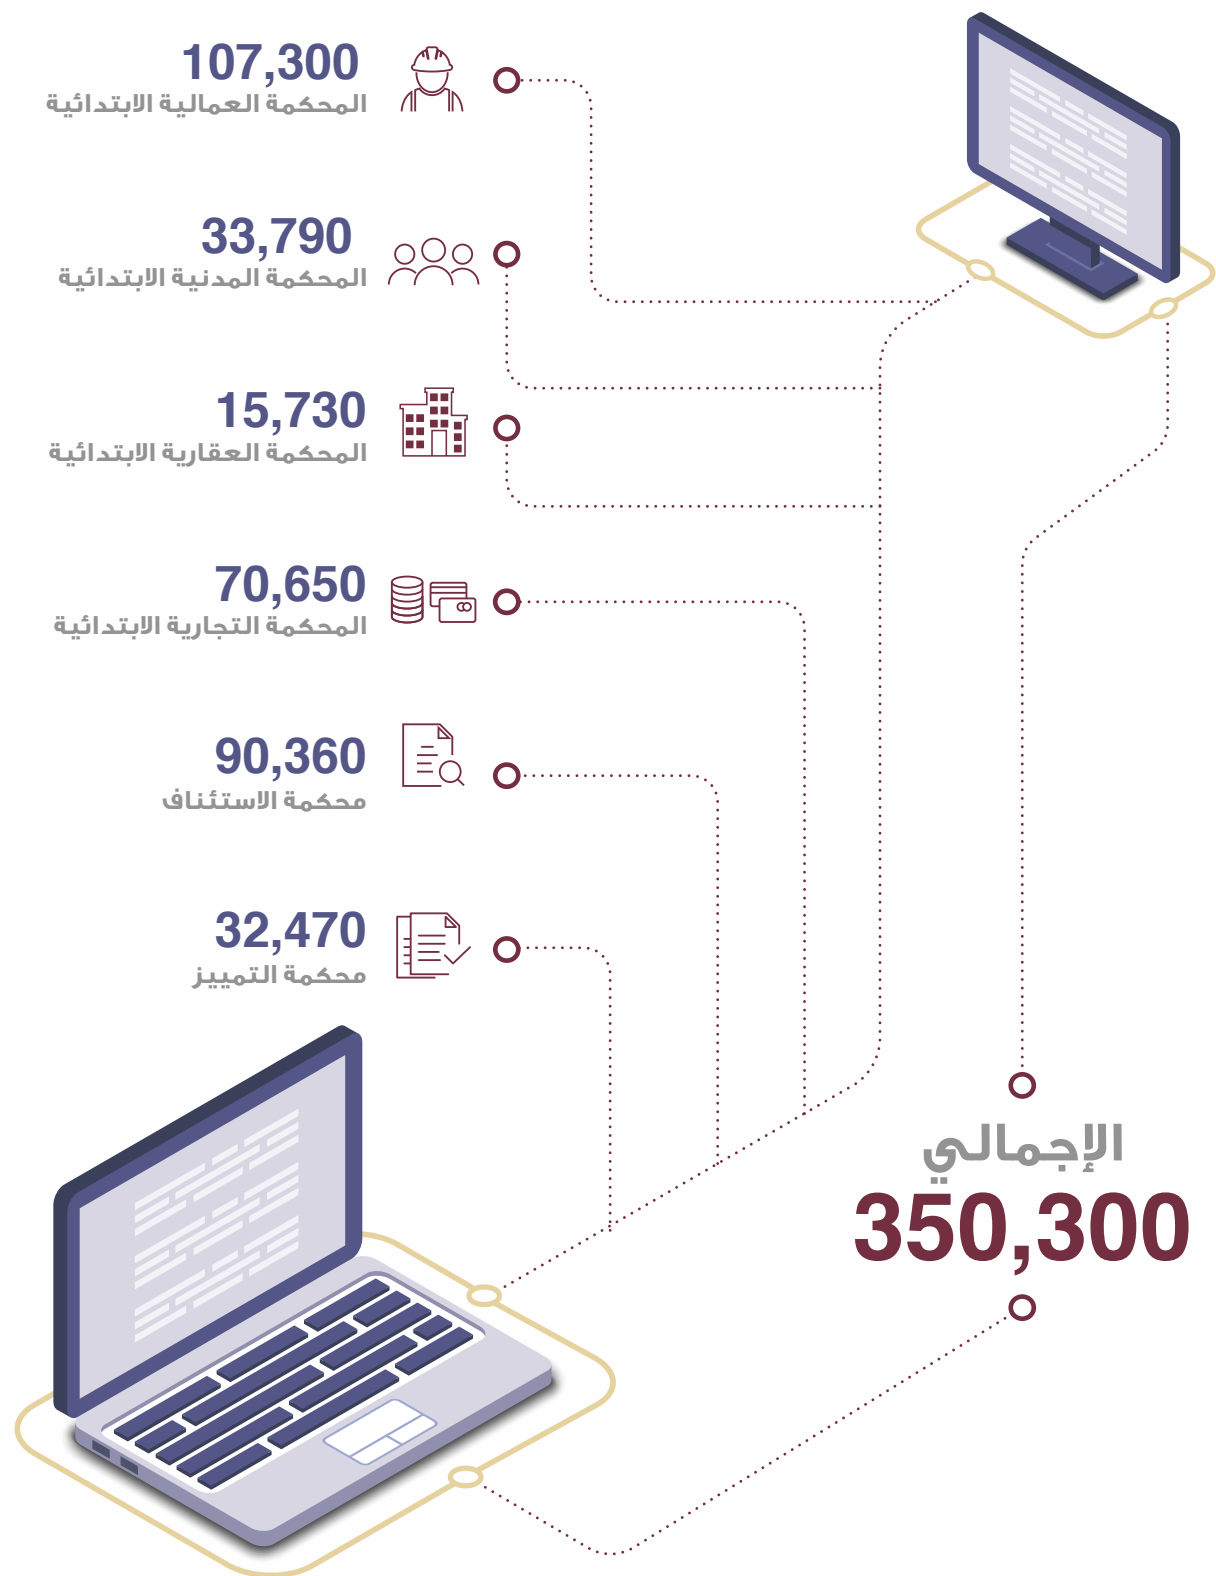 107,300
المحكمة العمالية الابتدائية
33,790
المحكمة المدنية الابتدائية
15,730
المحكمة العقارية الابتدائية
70,650
المحكمة التجارية الابتدائية
90,360
محكمة الاستئناف
32,470
محكمة التمييز
الإجمالي
350,300